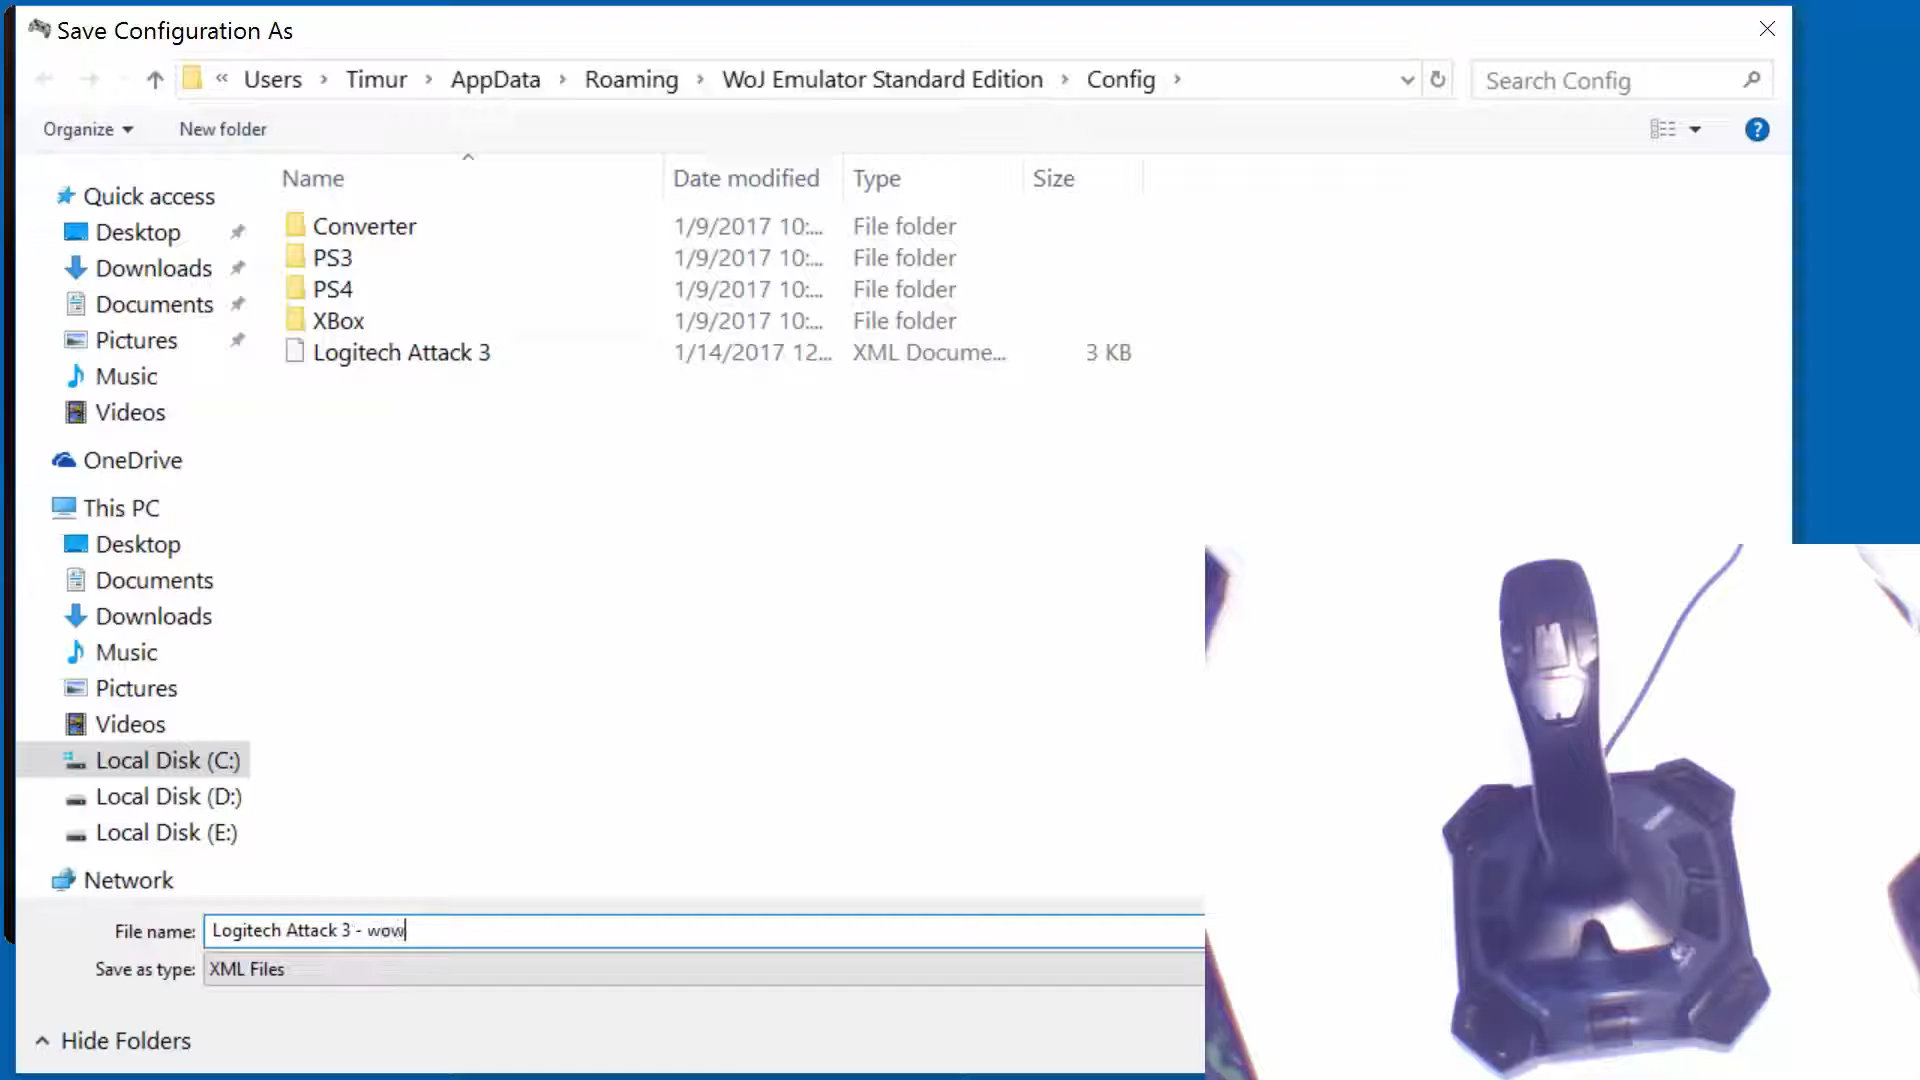 Save Configuration As
« Users › Timur › AppData › Roaming › WoJ Emulator Standard Edition › Config ›
Search Config
Organize
New folder
?
Name
Date modified
Type
Size
Quick access
Desktop
Downloads
Documents
Pictures
Music
Videos
OneDrive
This PC
Desktop
Documents
Downloads
Music
Pictures
Videos
Local Disk (C:)
Local Disk (D:)
Local Disk (E:)
Network
Converter 1/9/2017 10:... File folder
PS3 1/9/2017 10:... File folder
PS4 1/9/2017 10:... File folder
XBox 1/9/2017 10:... File folder
Logitech Attack 3 1/14/2017 12... XML Docume... 3 KB
File name: Logitech Attack 3 - wow
Save as type: XML Files
Hide Folders